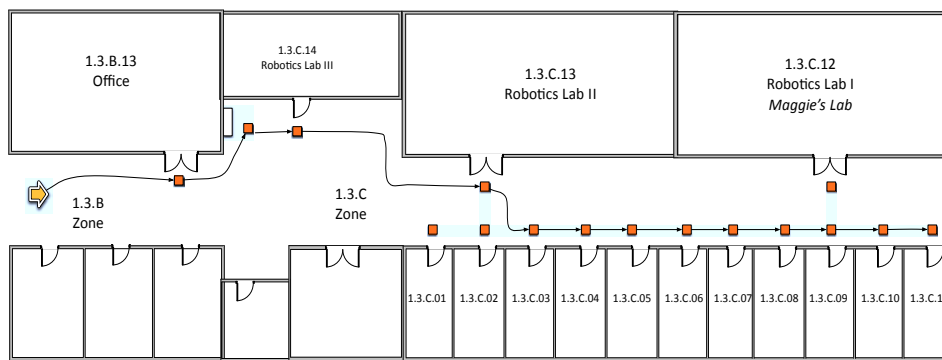 1.3.B.13
Office
1.3.C.14
Robotics Lab III
1.3.C.13
Robotics Lab II
1.3.C.12
Robotics Lab I
Maggie's Lab
1.3.B
Zone
1.3.C
Zone
1.3.C.01
1.3.C.02
1.3.C.03
1.3.C.04
1.3.C.05
1.3.C.06
1.3.C.07
1.3.C.08
1.3.C.09
1.3.C.10
1.3.C.1